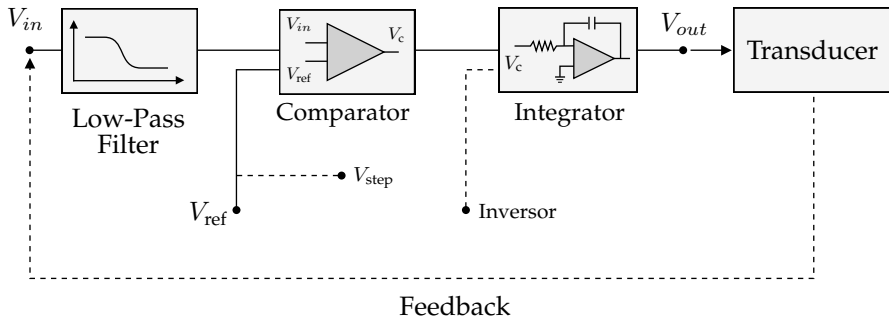 V_in
V_out
V_in
V_c
V_ref
V_c
Transducer
Low-Pass
Filter
Comparator
Integrator
V_step
V_ref
Inversor
Feedback